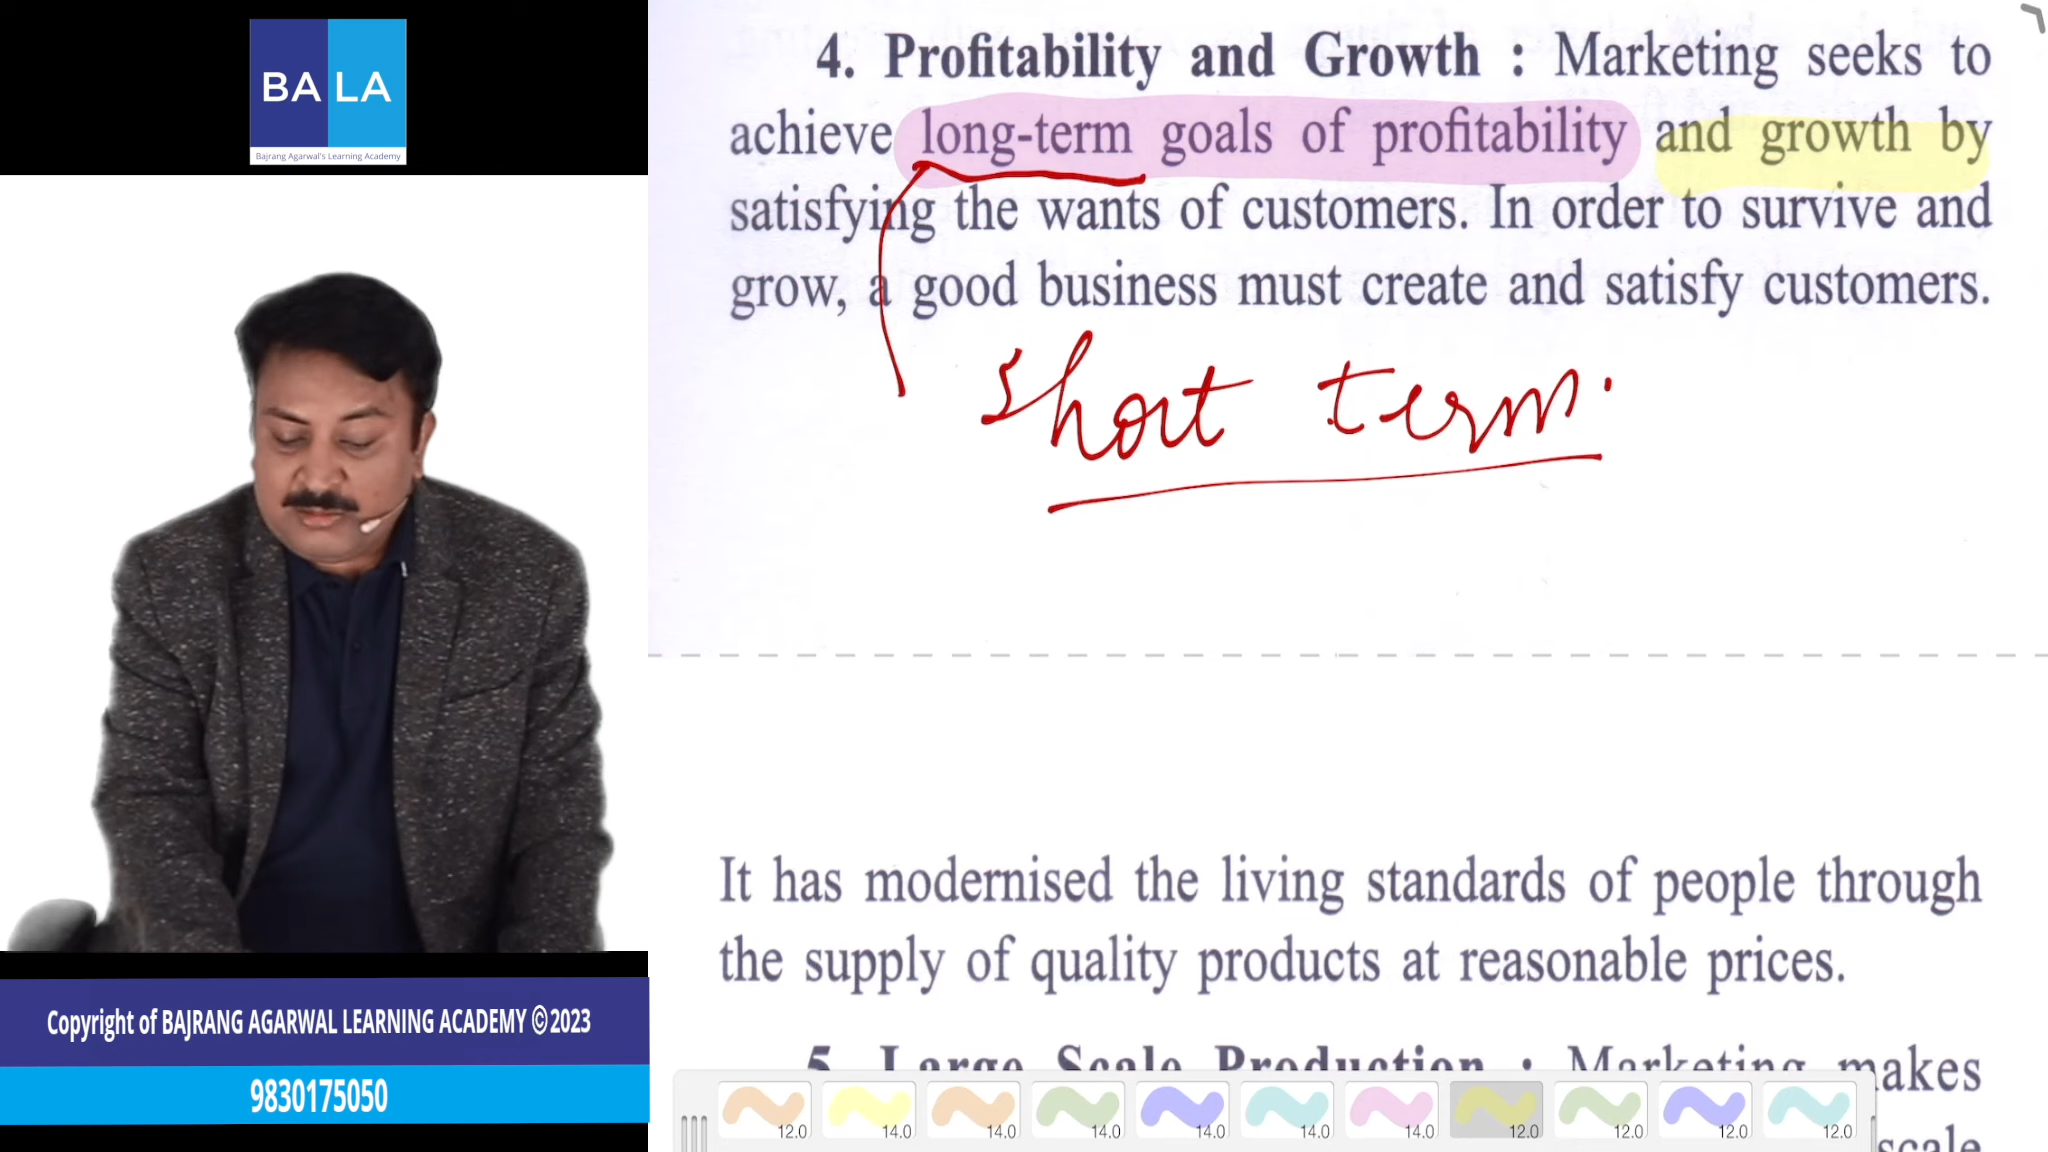 BALA
Bajrang Agarwal's Learning Academy
4. Profitability and Growth : Marketing seeks to
achieve long-term goals of profitability and growth by
satisfying the wants of customers. In order to survive and
grow, a good business must create and satisfy customers.
Short term.
It has modernised the living standards of people through
the supply of quality products at reasonable prices.
5. Large Scale Production : Marketing makes
scale
12.0 14.0 14.0 14.0 14.0 14.0 14.0 12.0 12.0 12.0 12.0
Copyright of BAJRANG AGARWAL LEARNING ACADEMY ©2023
9830175050